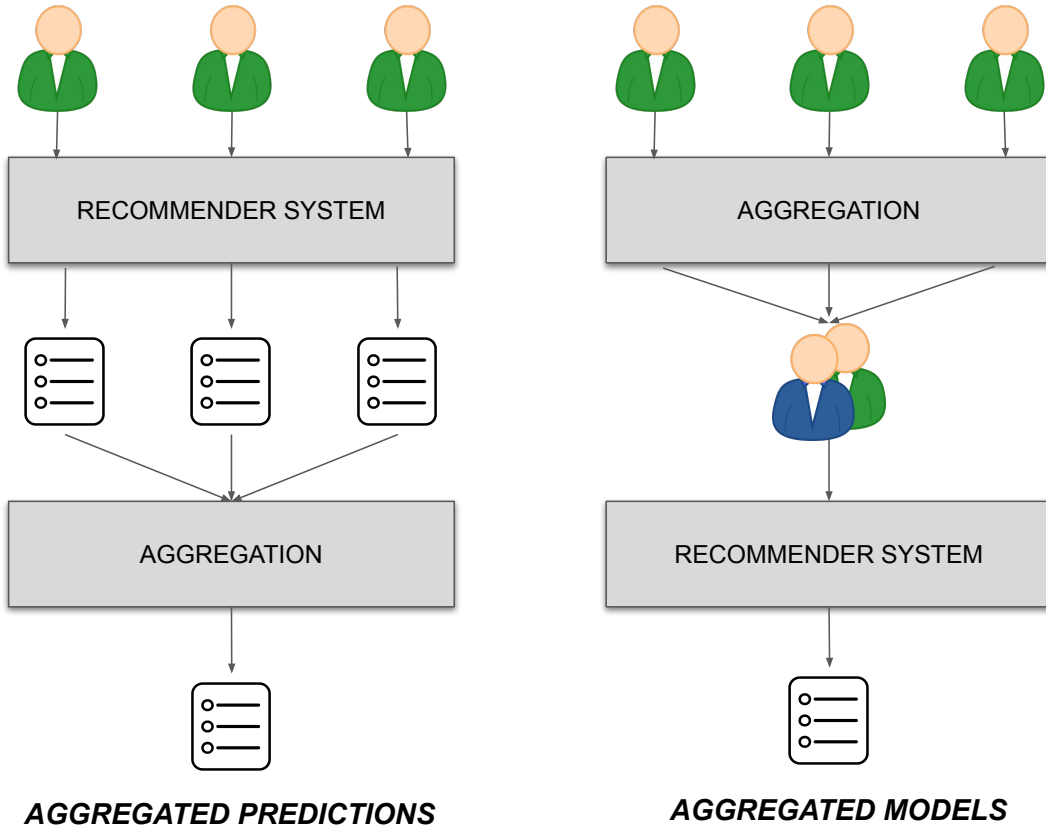 RECOMMENDER SYSTEM
AGGREGATION
AGGREGATED PREDICTIONS
AGGREGATION
RECOMMENDER SYSTEM
AGGREGATED MODELS